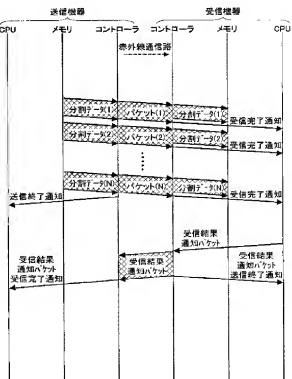 送信機器 受信機器
CPU メモリ コントローラ コントローラ メモリ CPU
赤外線通信路
分割データ(1) パケット(1) 分割データ(1)
受信完了通知
分割データ(2) パケット(2) 分割データ(2)
受信完了通知
分割データ(N) パケット(N) 分割データ(N)
送信終了通知 受信完了通知
受信結果
通知パケット
受信結果
通知パケット
受信完了通知
受信結果
通知パケット
受信結果
通知パケット
送信終了通知